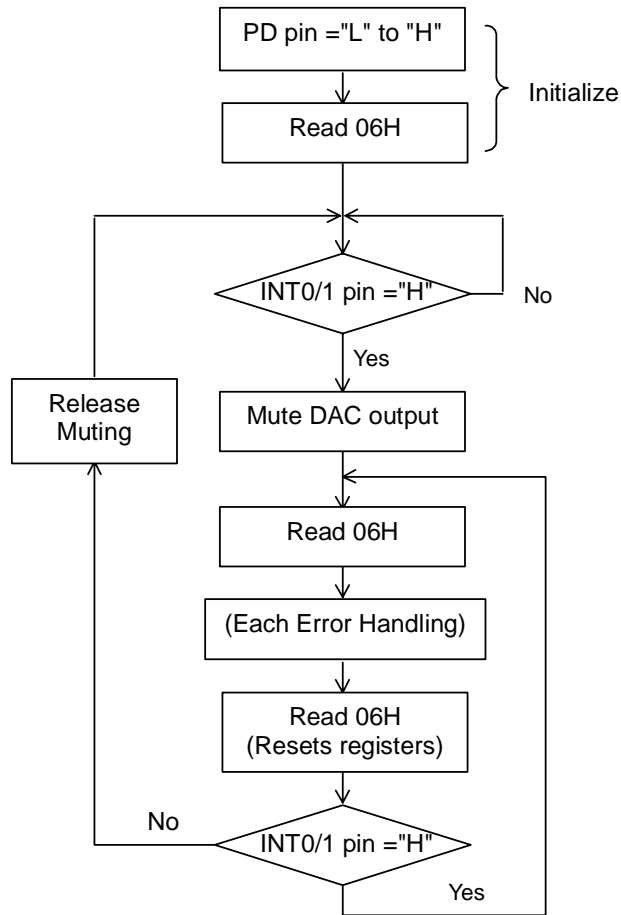 PD pin ="L" to "H"
Initialize
Read 06H
INT0/1 pin ="H"
No
Yes
Release
Muting
Mute DAC output
Read 06H
(Each Error Handling)
Read 06H
(Resets registers)
No
INT0/1 pin ="H"
Yes